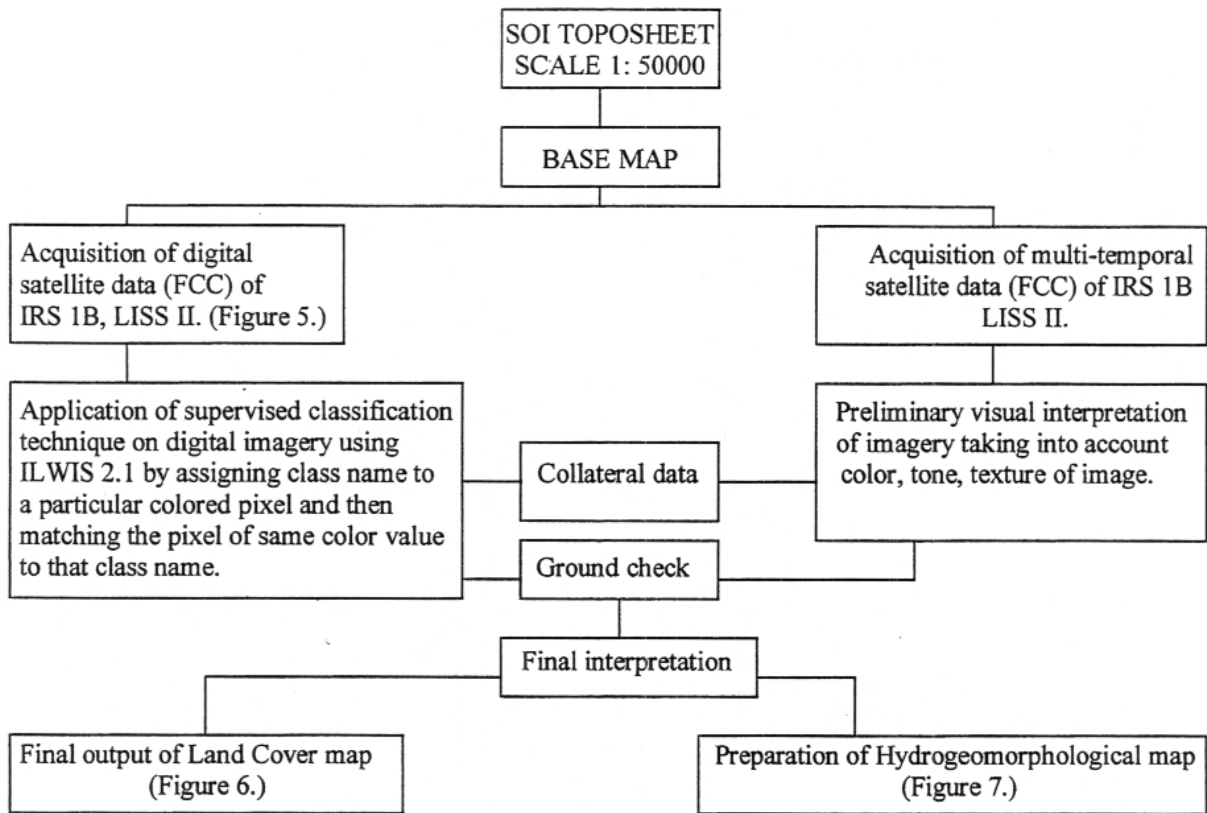 SOI TOPOSHEET
SCALE 1: 50000
BASE MAP
Acquisition of digital
satellite data (FCC) of
IRS 1B, LISS II. (Figure 5.)
Acquisition of multi-temporal
satellite data (FCC) of IRS 1B
LISS II.
Application of supervised classification
technique on digital imagery using
ILWIS 2.1 by assigning class name to
a particular colored pixel and then
matching the pixel of same color value
to that class name.
Collateral data
Preliminary visual interpretation
of imagery taking into account
color, tone, texture of image.
Ground check
Final interpretation
Final output of Land Cover map
(Figure 6.)
Preparation of Hydrogeomorphological map
(Figure 7.)